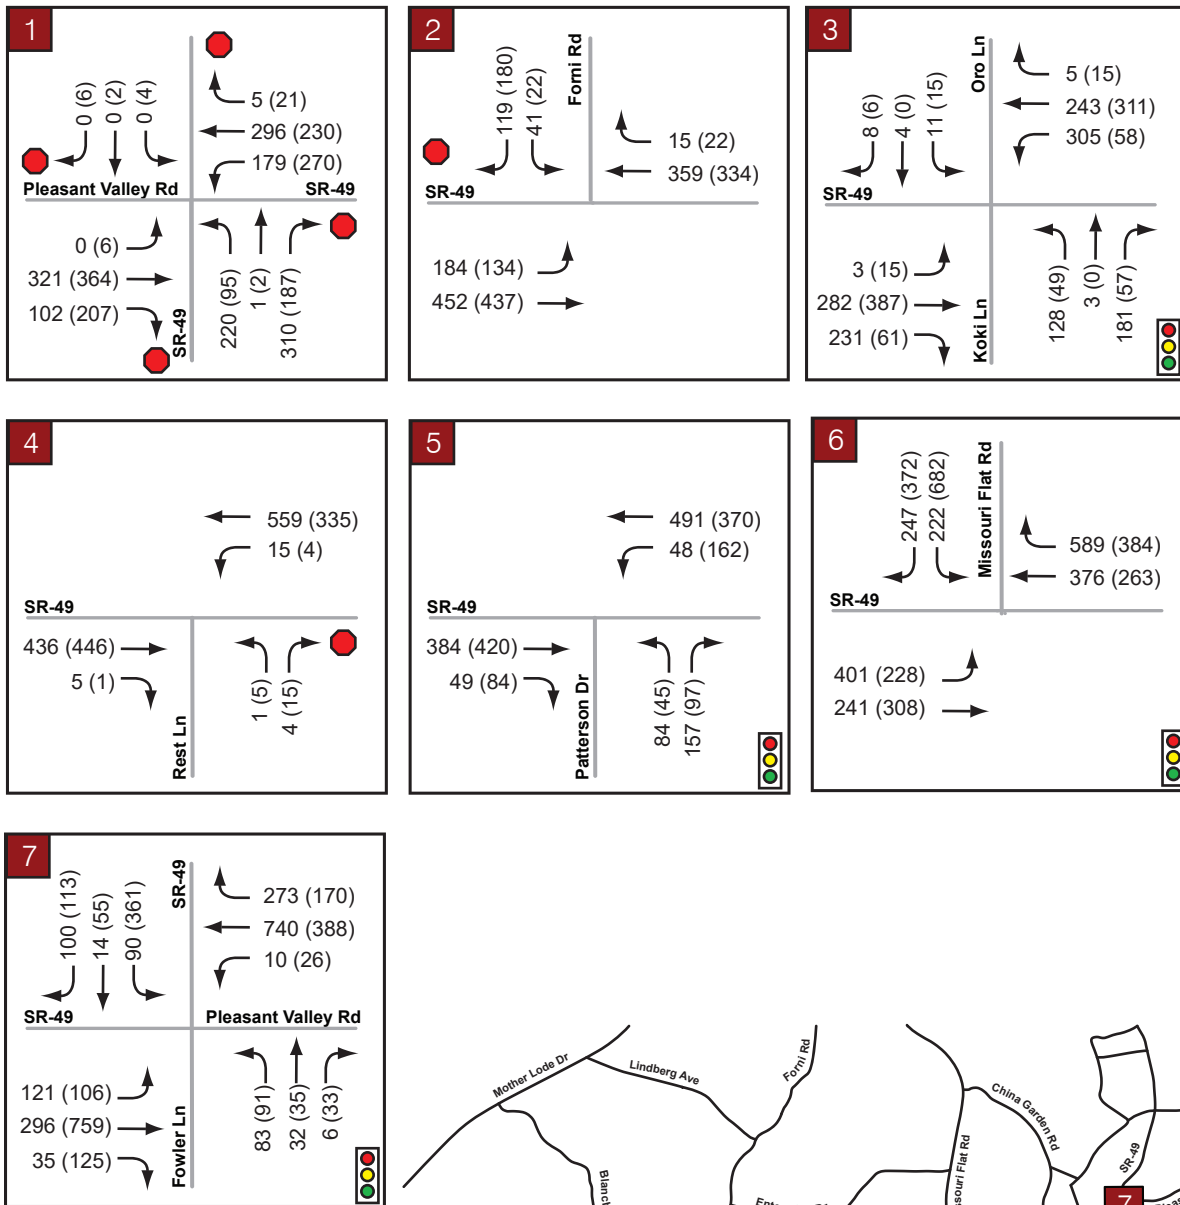 1
0 (6)
0 (2)
0 (4)
5 (21)
296 (230)
179 (270)
Pleasant Valley Rd
SR-49
0 (6)
321 (364)
102 (207)
SR-49
220 (95)
1 (2)
310 (187)
2
119 (180)
41 (22)
Forni Rd
15 (22)
359 (334)
SR-49
184 (134)
452 (437)
3
8 (6)
4 (0)
11 (15)
Oro Ln
5 (15)
243 (311)
305 (58)
SR-49
3 (15)
282 (387)
231 (61)
Koki Ln
128 (49)
3 (0)
181 (57)
4
559 (335)
15 (4)
SR-49
436 (446)
5 (1)
Rest Ln
1 (5)
4 (15)
5
491 (370)
48 (162)
SR-49
384 (420)
49 (84)
Patterson Dr
84 (45)
157 (97)
6
247 (372)
222 (682)
Missouri Flat Rd
589 (384)
376 (263)
SR-49
401 (228)
241 (308)
7
100 (113)
14 (55)
90 (361)
SR-49
273 (170)
740 (388)
10 (26)
SR-49
Pleasant Valley Rd
121 (106)
296 (759)
35 (125)
Fowler Ln
83 (91)
32 (35)
6 (33)
Mother Lode Dr
Lindberg Ave
Forni Rd
China Garden Rd
Blanch
souri Flat Rd
SR-49
7